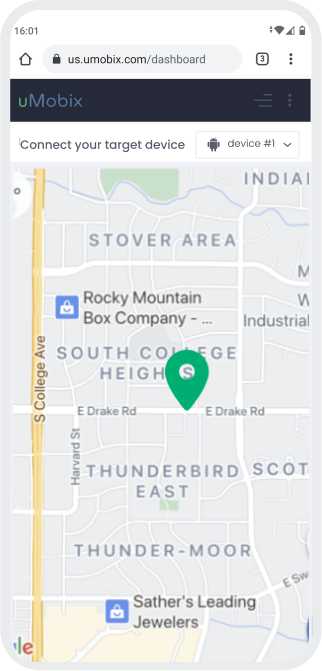 16:01
us.umobix.com/dashboard
3
uMobix
Connect your target device
device #1
INDIAN
STOVER AREA
M
Rocky Mountain
W
Box Company - ...
Industrial
SOUTH COLLEGE
HEIGHTS
S College Ave
E Drake Rd
E Drake Rd
Harvard St
THUNDERBIRD
SCOT
EAST
THUNDER-MOOR
E Sw
Sather's Leading
Jewelers
le